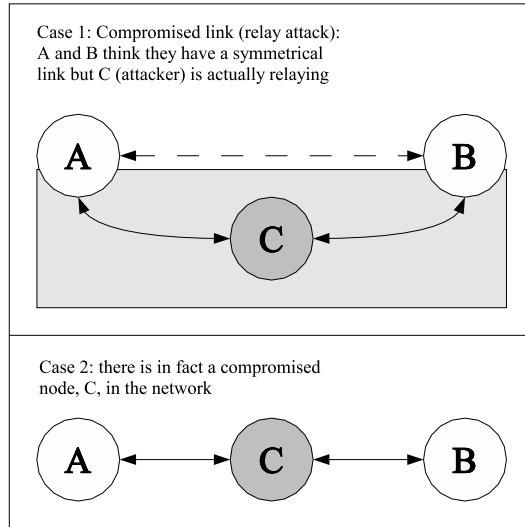 Case 1: Compromised link (relay attack):
A and B think they have a symmetrical
link but C (attacker) is actually relaying
A
B
C
Case 2: there is in fact a compromised
node, C, in the network
A
C
B